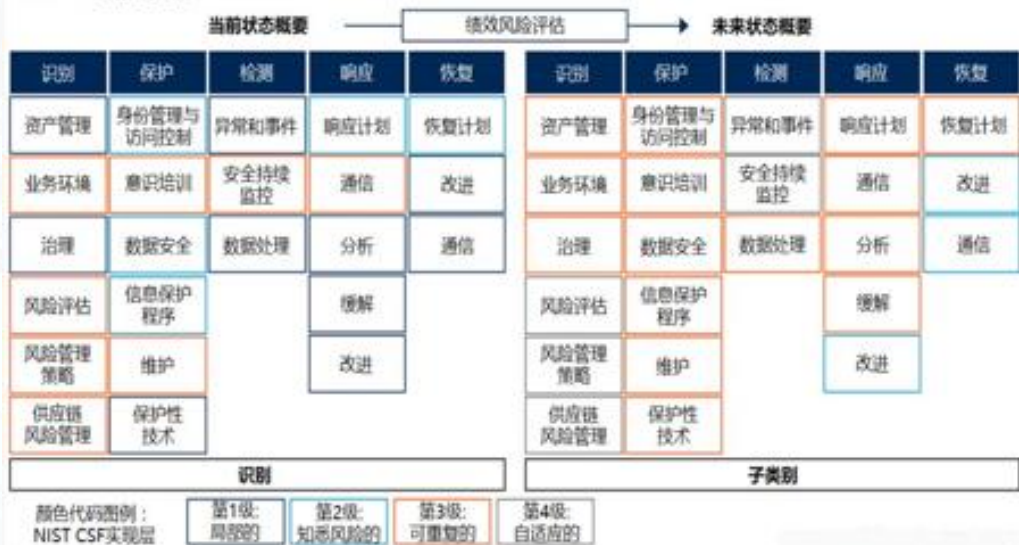 当前状态概要
绩效风险评估
未来状态概要
识别 保护 检测 响应 恢复
资产管理 身份管理与访问控制 异常和事件 响应计划 恢复计划
业务环境 意识培训 安全持续监控 通信 改进
治理 数据安全 数据处理 分析 通信
风险评估 信息保护程序 缓解
风险管理策略 维护 改进
供应链风险管理 保护性技术
识别
识别 保护 检测 响应 恢复
资产管理 身份管理与访问控制 异常和事件 响应计划 恢复计划
业务环境 意识培训 安全持续监控 通信 改进
治理 数据安全 数据处理 分析 通信
风险评估 信息保护程序 缓解
风险管理策略 维护 改进
供应链风险管理 保护性技术
子类别
颜色代码图例：
NIST CSF实现层
第1级:
局部的
第2级:
知悉风险的
第3级:
可重复的
第4级:
自适应的